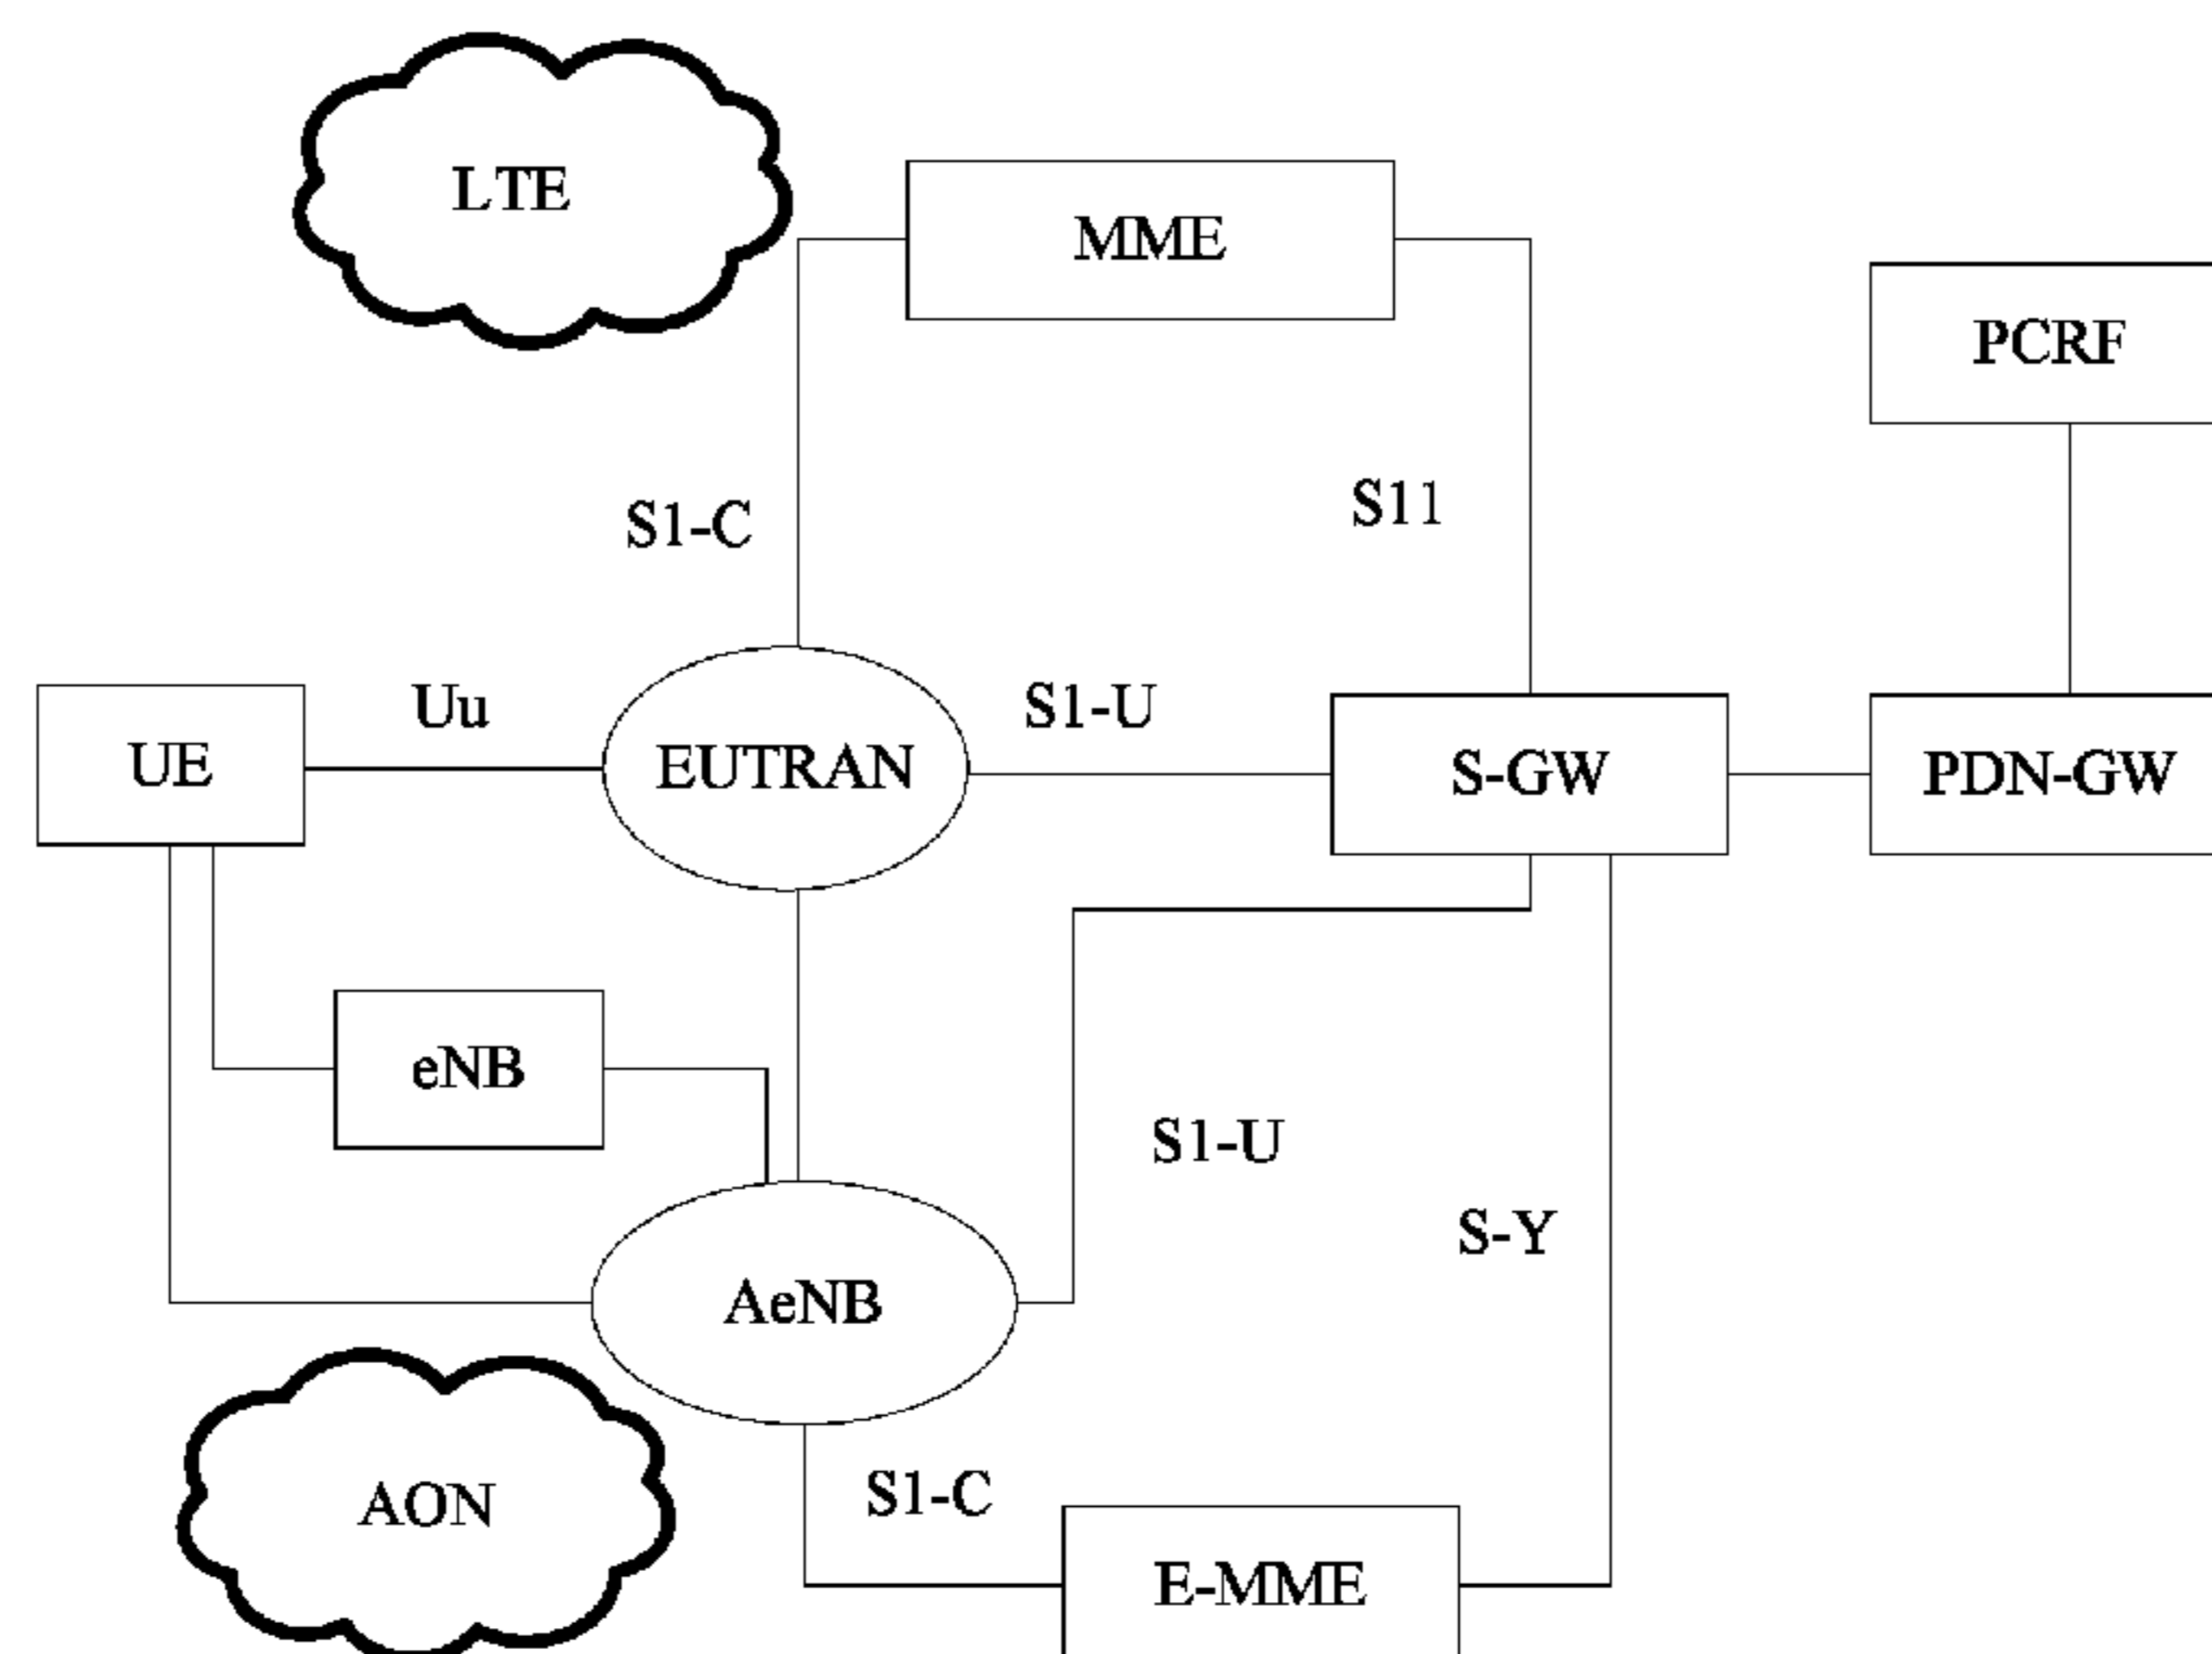 LTE
MME
PCRF
S1-C
S11
Uu
S1-U
UE
EUTRAN
S-GW
PDN-GW
eNB
S1-U
S-Y
AeNB
S1-C
AON
E-MME